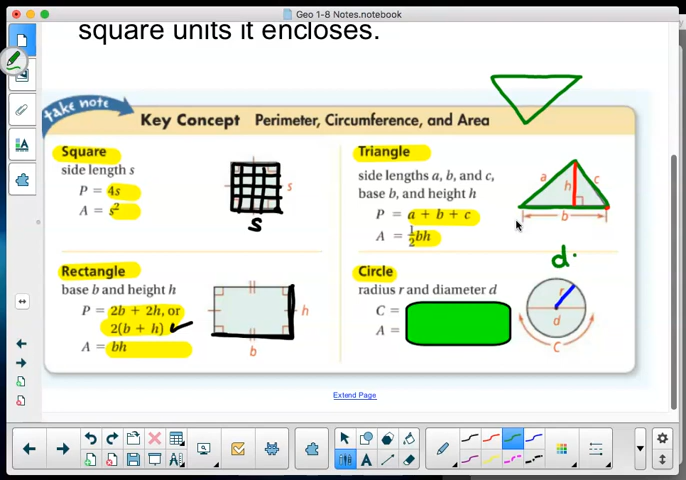 Geo 1-8 Notes.notebook
square units it encloses.
take note
Key Concept Perimeter, Circumference, and Area
Square
side length s
P = 4s
A = s²
s
S
Triangle
side lengths a, b, and c,
base b, and height h
P = a + b + c
A = ½bh
a
h
c
b
Rectangle
base b and height h
P = 2b + 2h, or
2(b + h)
A = bh
h
b
Circle
radius r and diameter d
C =
A =
d
r
d
C
Extend Page
A